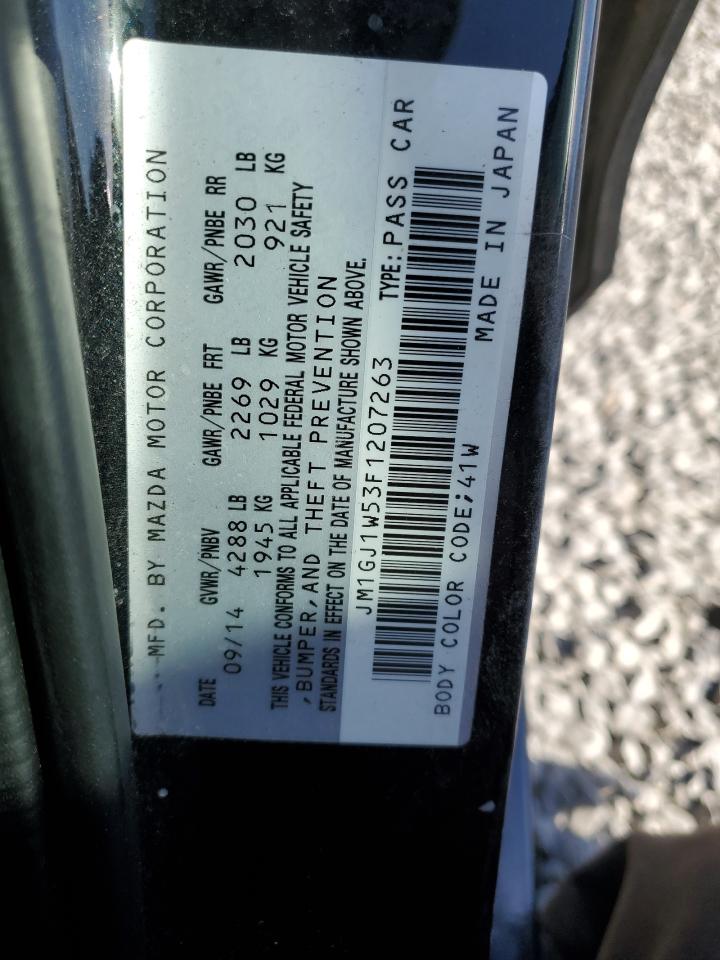 MFD. BY MAZDA MOTOR CORPORATION
DATE GVWR/PNBV GAWR/PNBE FRT GAWR/PNBE RR
09/14 4288 LB 2269 LB 2030 LB
1945 KG 1029 KG 921 KG
THIS VEHICLE CONFORMS TO ALL APPLICABLE FEDERAL MOTOR VEHICLE SAFETY
,BUMPER,AND THEFT PREVENTION
STANDARDS IN EFFECT ON THE DATE OF MANUFACTURE SHOWN ABOVE.
JM1GJ1W53F1207263 TYPE:PASS CAR
BODY COLOR CODE;41W MADE IN JAPAN